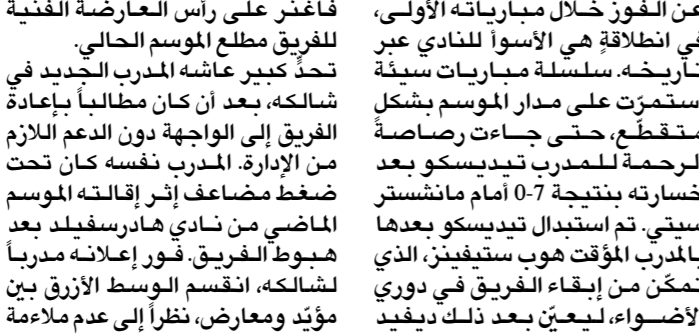 عن الفوز خلال مبارياته الأولى،
في انطلاقةٍ هي الأسوأ للنادي عبر
تاريخه. سلسلة مباريات سيئة
استمرّت على مدار الموسم بشكل
متقطّع، حتى جاءت رصاصة
الرحمة للمدرب تيديسكو بعد
خسارته بنتيجة 7-0 أمام مانشستر
سيتي. تم استبدال تيديسكو بعدها
بالمدرب المؤقت هوب ستيفينز، الذي
تمكّن من إبقاء الفريق في دوري
الأضواء، ليعيّن بعد ذلك ديفيد
فاغنر على رأس العارضة الفنية
للفريق مطلع الموسم الحالي.
تحدٍّ كبير عاشه المدرب الجديد في
شالكه، بعد أن كان مطالباً بإعادة
الفريق إلى الواجهة دون الدعم اللازم
من الإدارة. المدرب نفسه كان تحت
ضغط مضاعف إثر إقالته الموسم
الماضي من نادي هادرسفيلد بعد
هبوط الفريق. فور إعلانه مدرباً
لشالكه، انقسم الوسط الأزرق بين
مؤيّد ومعارض، نظراً إلى عدم ملاءمة